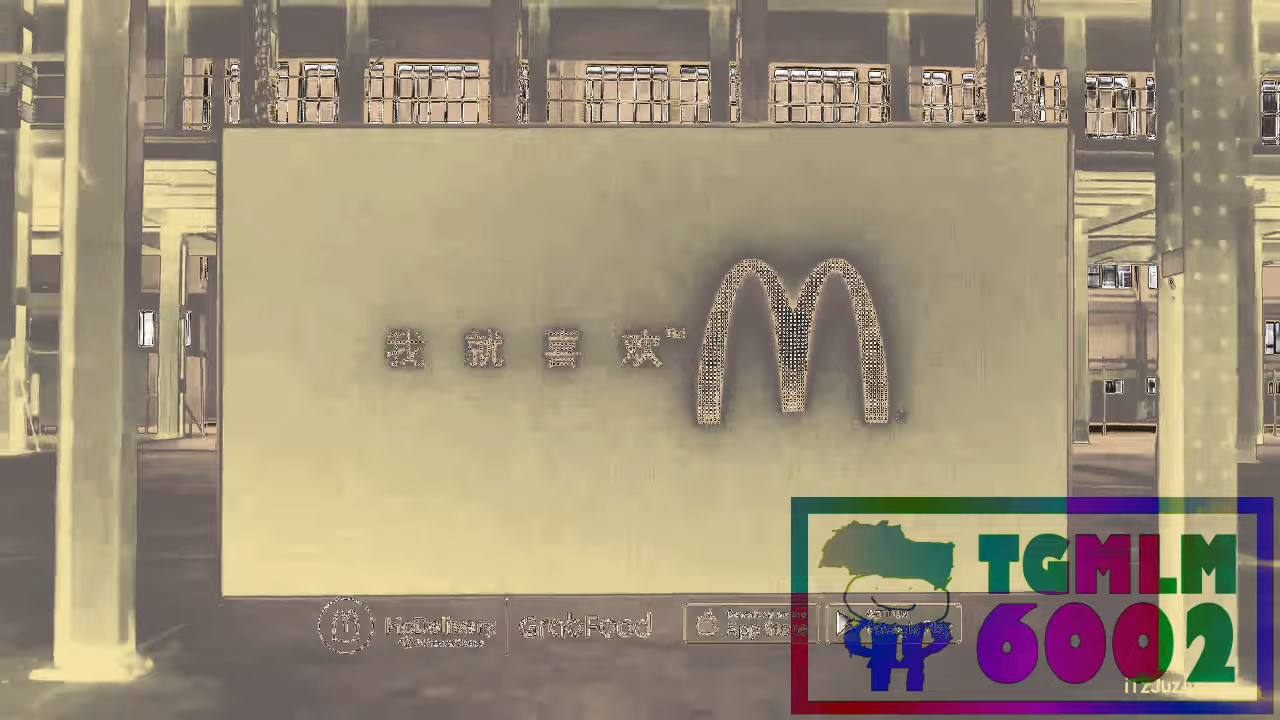 我就喜欢™
McDelivery
GrabFood
App Store
TGMLM
6002